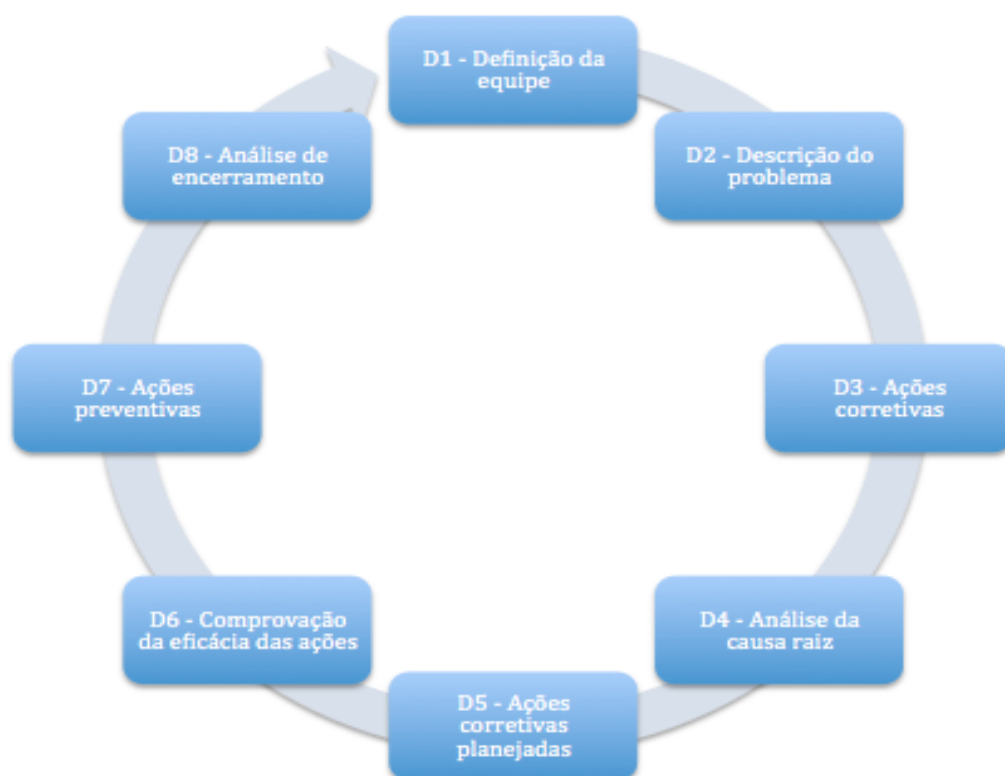 D1 - Definição da
equipe
D2 - Descrição do
problema
D3 - Ações
corretivas
D4 - Análise da
causa raiz
D5 - Ações
corretivas
planejadas
D6 - Comprovação
da eficácia das ações
D7 - Ações
preventivas
D8 - Análise de
encerramento